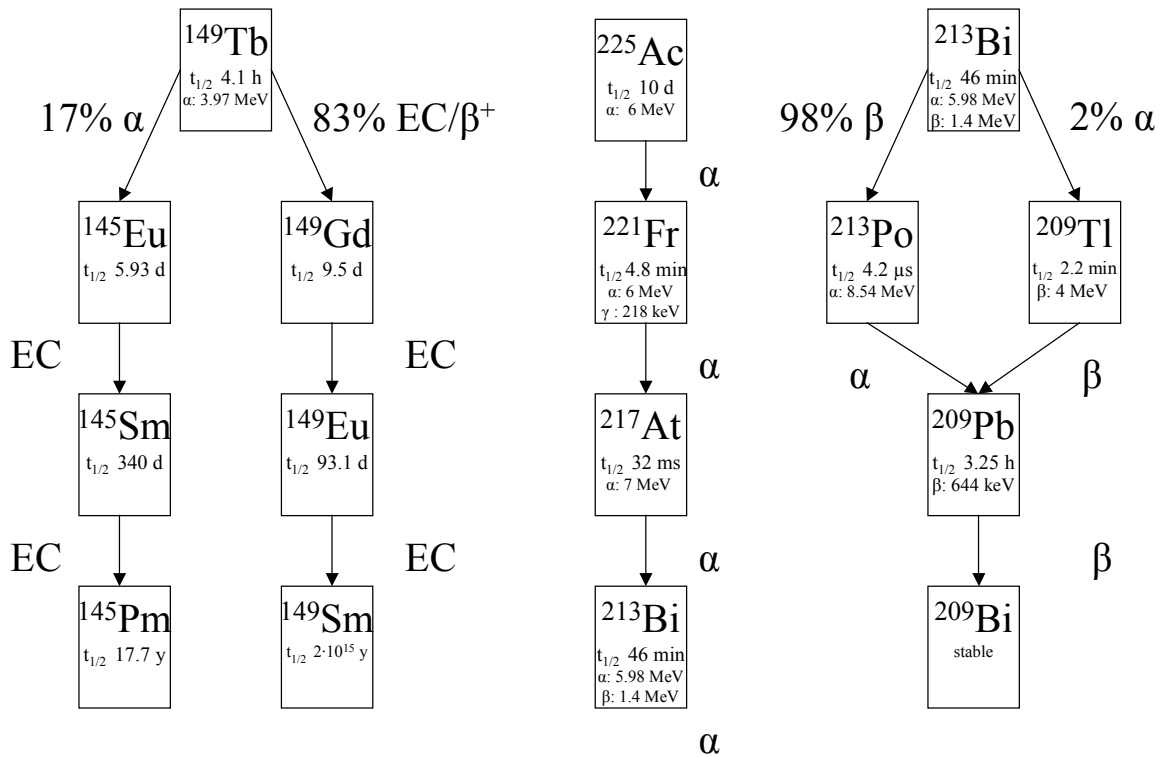 ¹⁴⁹Tb
t₁/₂ 4.1 h
α: 3.97 MeV
17% α
83% EC/β⁺
¹⁴⁵Eu
t₁/₂ 5.93 d
¹⁴⁹Gd
t₁/₂ 9.5 d
EC
EC
¹⁴⁵Sm
t₁/₂ 340 d
¹⁴⁹Eu
t₁/₂ 93.1 d
EC
EC
¹⁴⁵Pm
t₁/₂ 17.7 y
¹⁴⁹Sm
t₁/₂ 2·10¹⁵ y
²²⁵Ac
t₁/₂ 10 d
α: 6 MeV
α
²²¹Fr
t₁/₂ 4.8 min
α: 6 MeV
γ : 218 keV
α
²¹⁷At
t₁/₂ 32 ms
α: 7 MeV
α
²¹³Bi
t₁/₂ 46 min
α: 5.98 MeV
β: 1.4 MeV
α
²¹³Bi
t₁/₂ 46 min
α: 5.98 MeV
β: 1.4 MeV
98% β
2% α
²¹³Po
t₁/₂ 4.2 µs
α: 8.54 MeV
²⁰⁹Tl
t₁/₂ 2.2 min
β: 4 MeV
α
β
²⁰⁹Pb
t₁/₂ 3.25 h
β: 644 keV
β
²⁰⁹Bi
stable